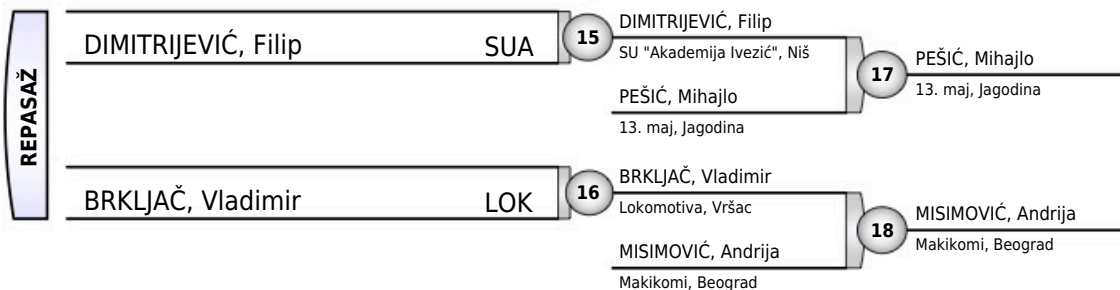 REPASAŽ
DIMITRIJEVIĆ, Filip SUA
15
DIMITRIJEVIĆ, Filip
SU "Akademija Ivezić", Niš
PEŠIĆ, Mihajlo
13. maj, Jagodina
17
PEŠIĆ, Mihajlo
13. maj, Jagodina
BRKLJAČ, Vladimir LOK
16
BRKLJAČ, Vladimir
Lokomotiva, Vršac
MISIMOVIĆ, Andrija
Makikomi, Beograd
18
MISIMOVIĆ, Andrija
Makikomi, Beograd